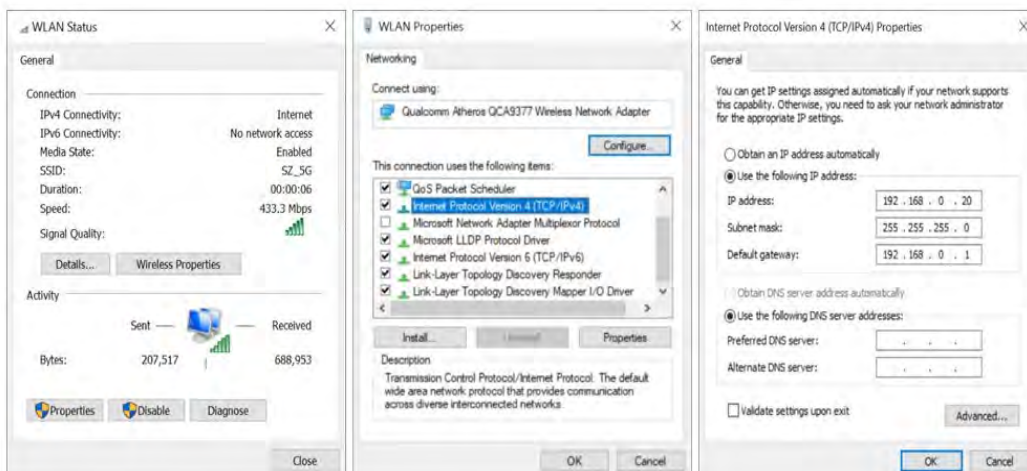 WLAN Status
General
Connection
IPv4 Connectivity: Internet
IPv6 Connectivity: No network access
Media State: Enabled
SSID: SZ_5G
Duration: 00:00:06
Speed: 433.3 Mbps
Signal Quality:
Details... Wireless Properties
Activity
Sent Received
Bytes: 207,517 688,953
Properties Disable Diagnose
Close
WLAN Properties
Networking
Connect using:
Qualcomm Atheros QCA9377 Wireless Network Adapter
Configure...
This connection uses the following items:
QoS Packet Scheduler
Internet Protocol Version 4 (TCP/IPv4)
Microsoft Network Adapter Multiplexor Protocol
Microsoft LLDP Protocol Driver
Internet Protocol Version 6 (TCP/IPv6)
Link-Layer Topology Discovery Responder
Link-Layer Topology Discovery Mapper I/O Driver
Install... Uninstall Properties
Description
Transmission Control Protocol/Internet Protocol. The default
wide area network protocol that provides communication
across diverse interconnected networks.
OK Cancel
Internet Protocol Version 4 (TCP/IPv4) Properties
General
You can get IP settings assigned automatically if your network supports
this capability. Otherwise, you need to ask your network administrator
for the appropriate IP settings.
Obtain an IP address automatically
Use the following IP address:
IP address: 192 . 168 . 0 . 20
Subnet mask: 255 . 255 . 255 . 0
Default gateway: 192 . 168 . 0 . 1
Obtain DNS server address automatically
Use the following DNS server addresses:
Preferred DNS server: . . .
Alternate DNS server: . . .
Validate settings upon exit
Advanced...
OK Cancel